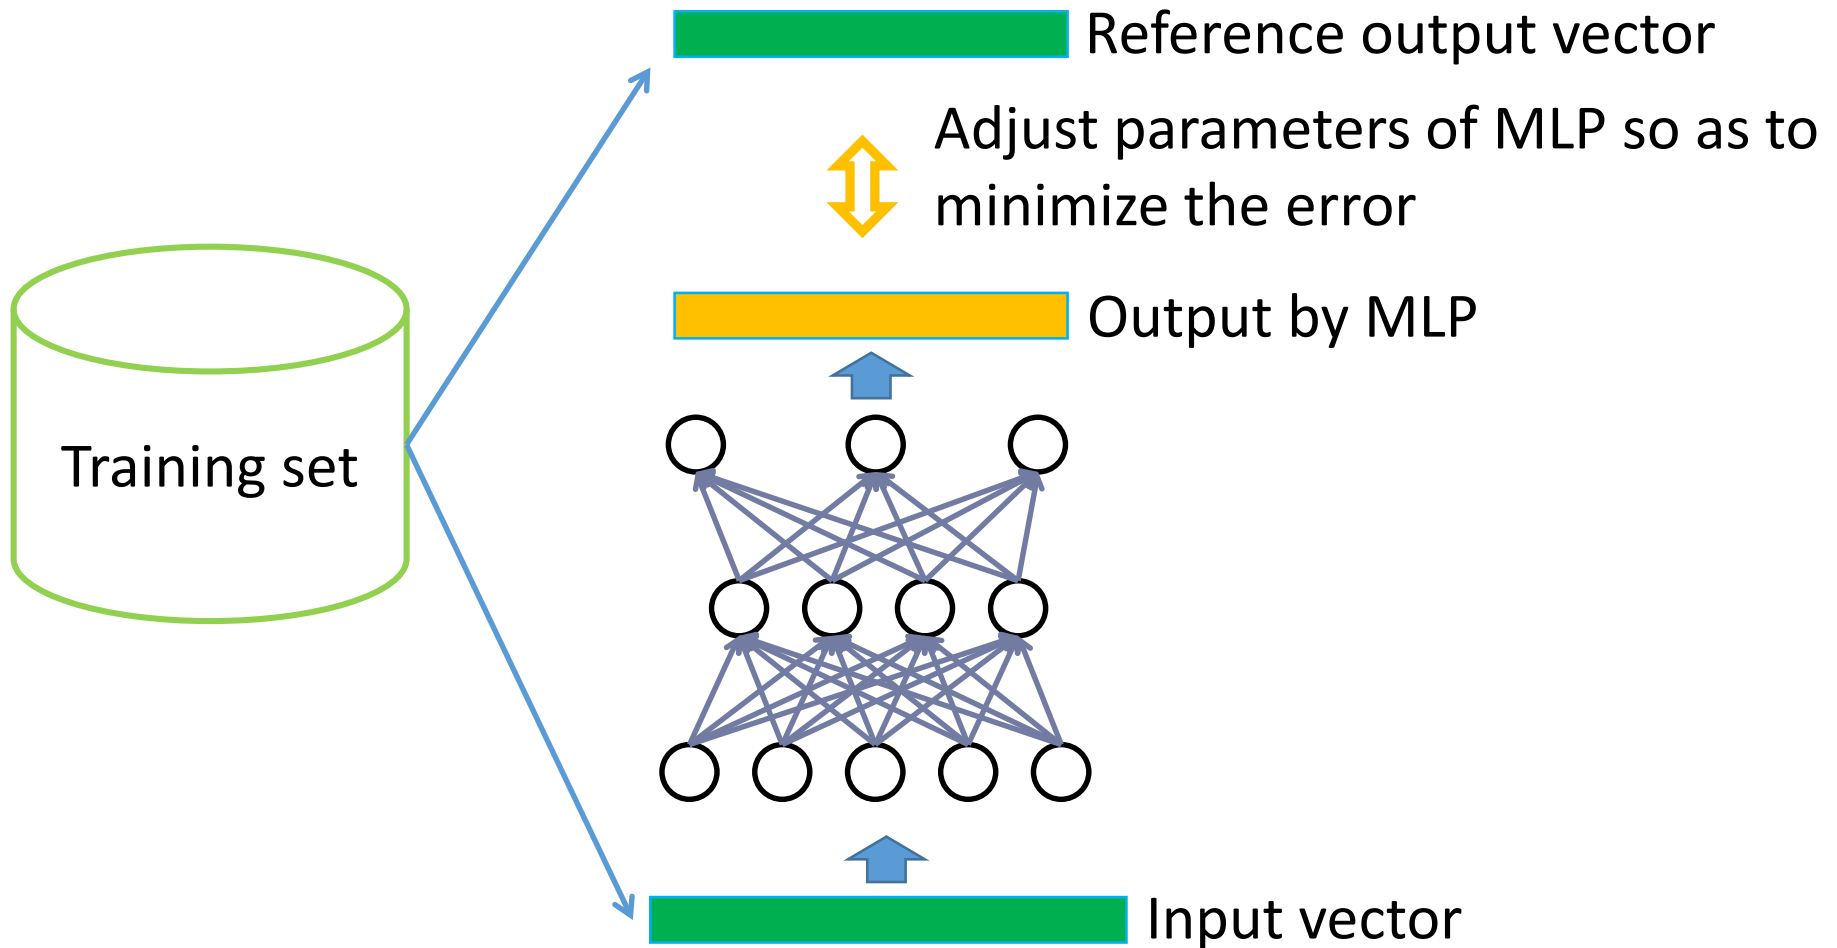 Reference output vector
Adjust parameters of MLP so as to
minimize the error
Output by MLP
Training set
Input vector